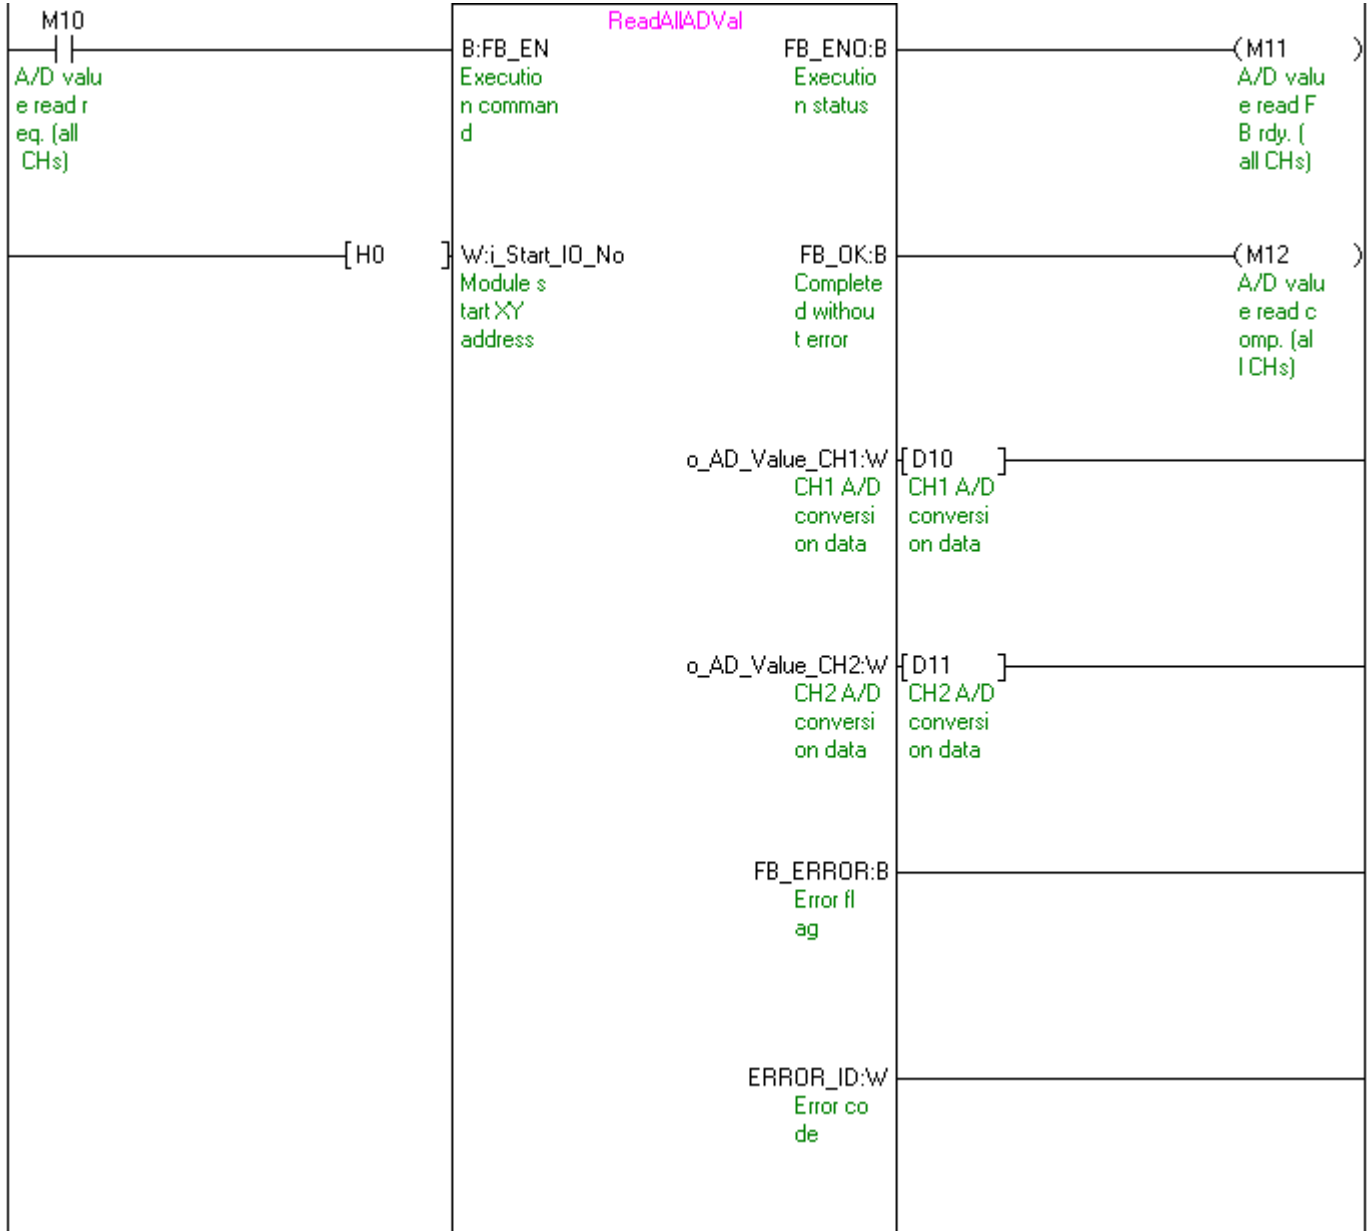 M10
ReadAllADVal
B:FB_EN
FB_ENO:B
(M11 )
A/D valu
e read r
eq. (all
CHs)
Executio
n comman
d
Executio
n status
A/D valu
e read F
B rdy. (
all CHs)
[H0 ]
W:i_Start_IO_No
FB_OK:B
(M12 )
Module s
tart XY
address
Complete
d withou
t error
A/D valu
e read c
omp. (al
l CHs)
o_AD_Value_CH1:W
[D10 ]
CH1 A/D
conversi
on data
CH1 A/D
conversi
on data
o_AD_Value_CH2:W
[D11 ]
CH2 A/D
conversi
on data
CH2 A/D
conversi
on data
FB_ERROR:B
Error fl
ag
ERROR_ID:W
Error co
de